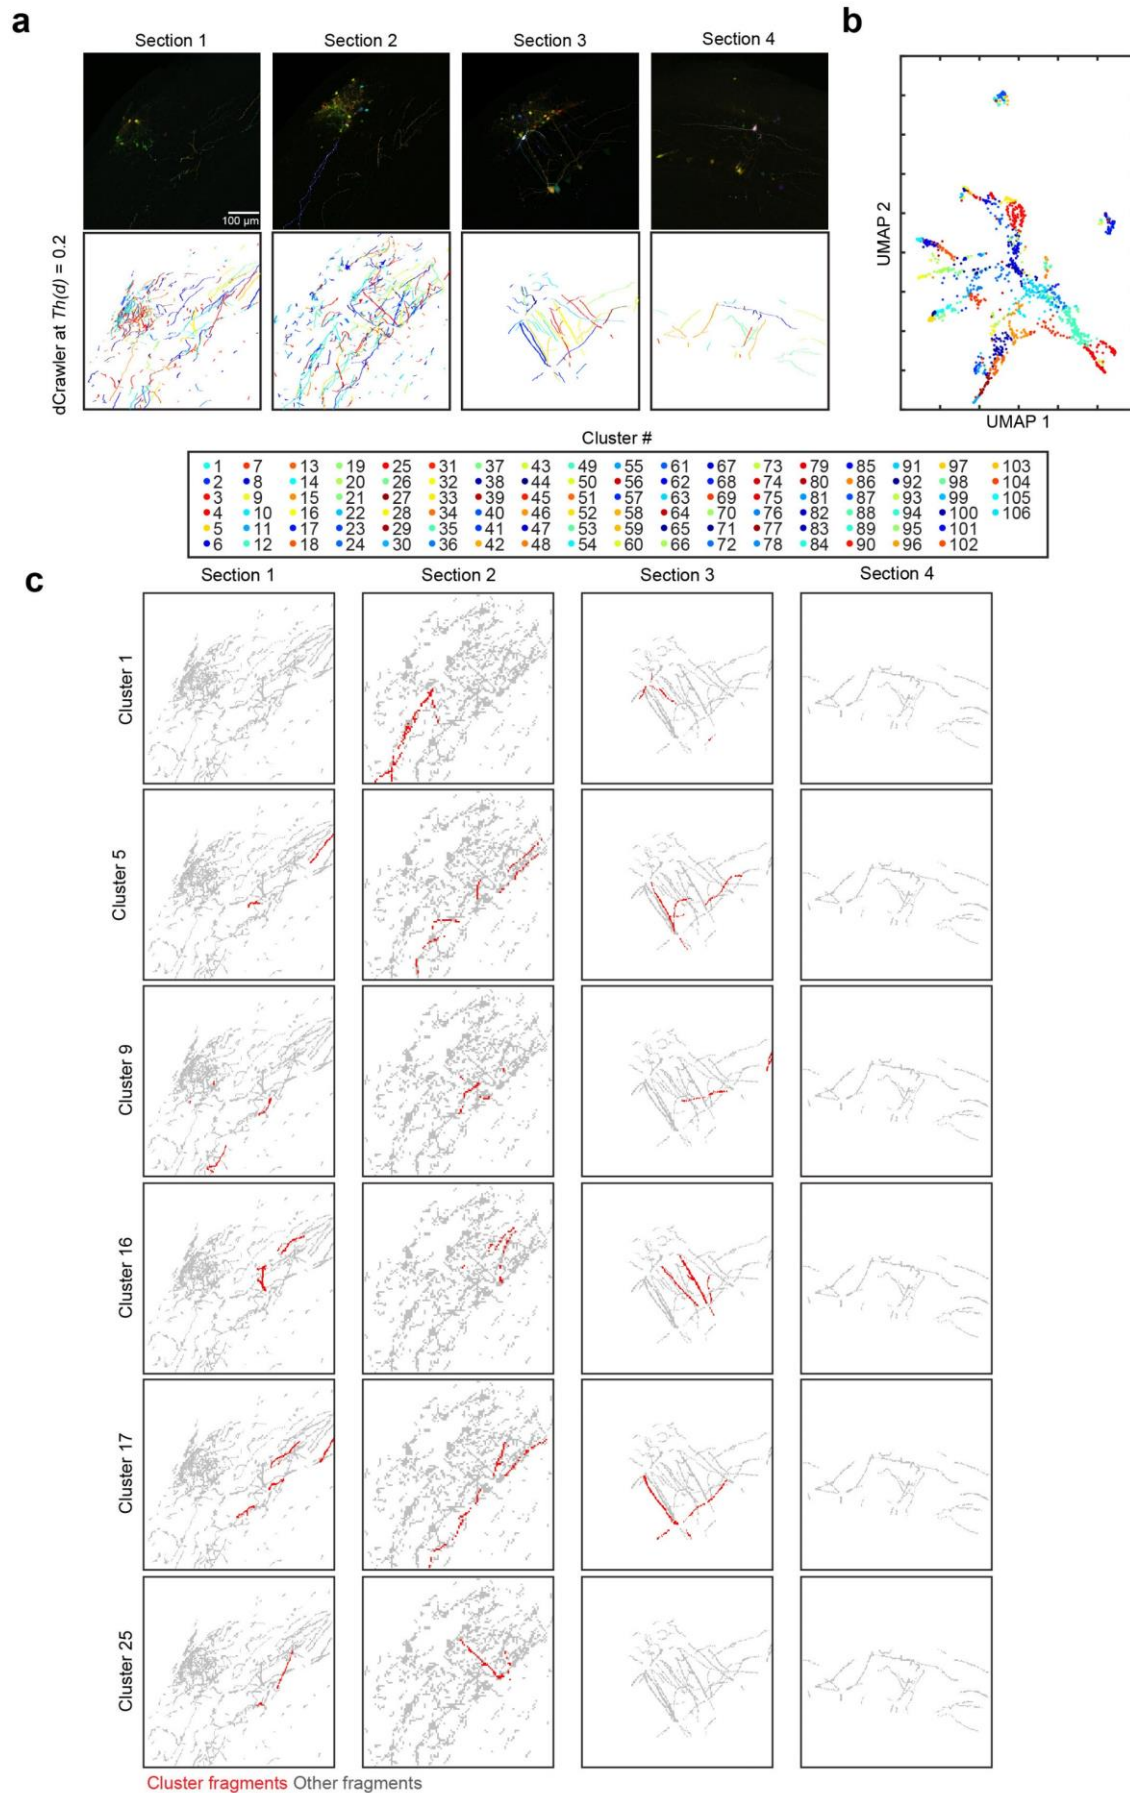 a
b
Section 1 Section 2 Section 3 Section 4
100 µm
dCrawler at Th(d) = 0.2
UMAP 2
UMAP 1
Cluster #
1 7 13 19 25 31 37 43 49 55 61 67 73 79 85 91 97 103
2 8 14 20 26 32 38 44 50 56 62 68 74 80 86 92 98 104
3 9 15 21 27 33 39 45 51 57 63 69 75 81 87 93 99 105
4 10 16 22 28 34 40 46 52 58 64 70 76 82 88 94 100 106
5 11 17 23 29 35 41 47 53 59 65 71 77 83 89 95 101
6 12 18 24 30 36 42 48 54 60 66 72 78 84 90 96 102
c
Section 1 Section 2 Section 3 Section 4
Cluster 1
Cluster 5
Cluster 9
Cluster 16
Cluster 17
Cluster 25
Cluster fragments Other fragments